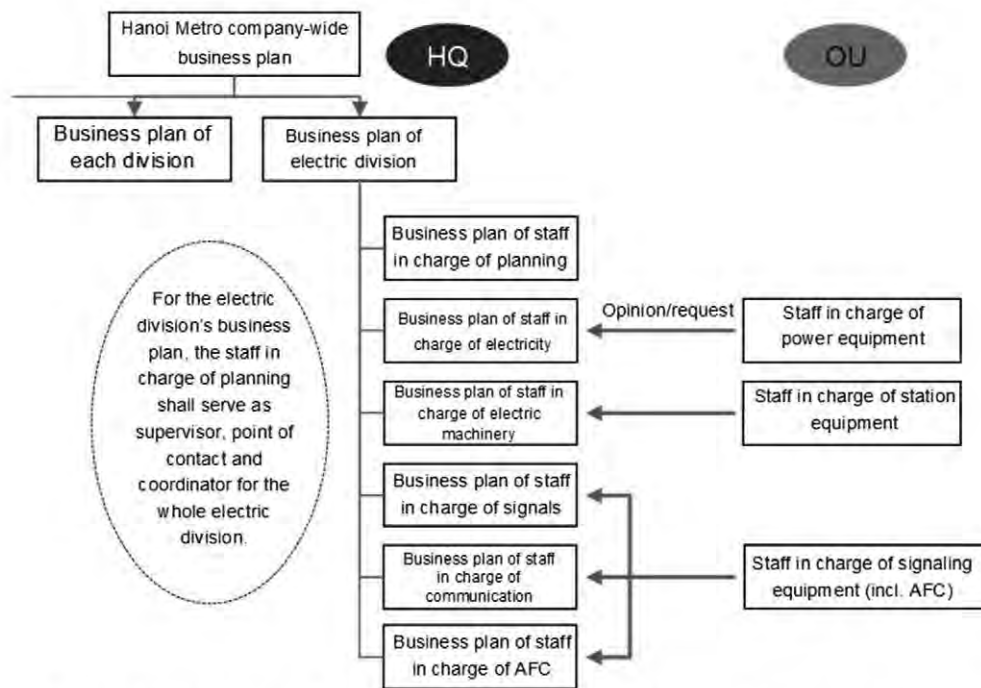 Hanoi Metro company-wide
business plan
HQ
OU
Business plan of
each division
Business plan of
electric division
Business plan of staff
in charge of planning
For the electric
division's business
plan, the staff in
charge of planning
shall serve as
supervisor, point of
contact and
coordinator for the
whole electric
division.
Business plan of staff in
charge of electricity
Opinion/request
Staff in charge of
power equipment
Business plan of staff in
charge of electric
machinery
Staff in charge of station
equipment
Business plan of staff
in charge of signals
Business plan of staff
in charge of
communication
Staff in charge of signaling
equipment (incl. AFC)
Business plan of staff
in charge of AFC